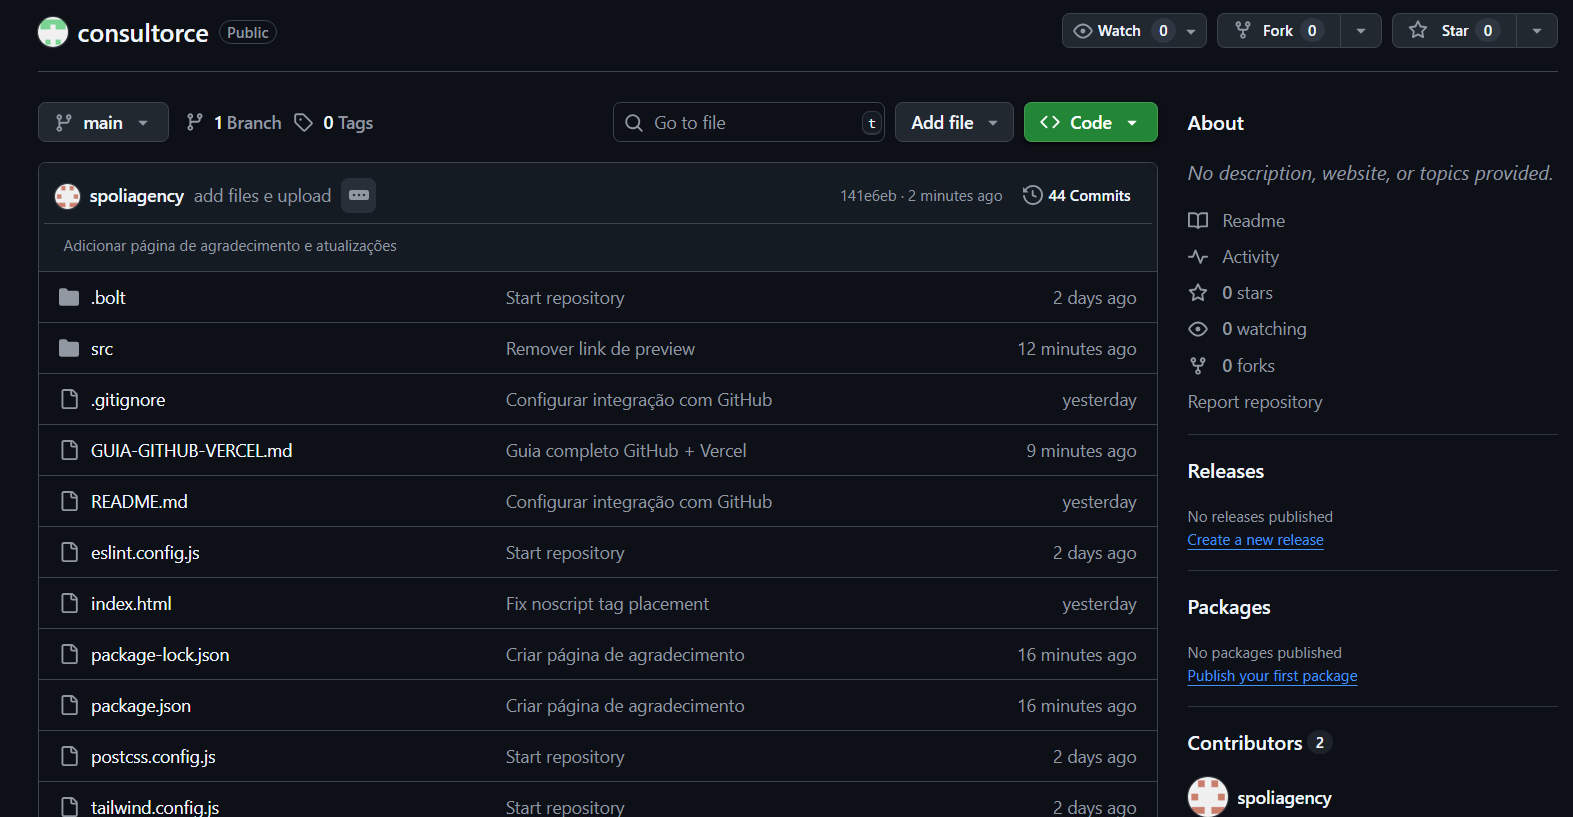 consultorce Public
Watch 0
Fork 0
Star 0
main
1 Branch
0 Tags
Go to file
t
Add file
Code
spoliagency add files e upload
141e6eb · 2 minutes ago
44 Commits
Adicionar página de agradecimento e atualizações
.bolt Start repository 2 days ago
src Remover link de preview 12 minutes ago
.gitignore Configurar integração com GitHub yesterday
GUIA-GITHUB-VERCEL.md Guia completo GitHub + Vercel 9 minutes ago
README.md Configurar integração com GitHub yesterday
eslint.config.js Start repository 2 days ago
index.html Fix noscript tag placement yesterday
package-lock.json Criar página de agradecimento 16 minutes ago
package.json Criar página de agradecimento 16 minutes ago
postcss.config.js Start repository 2 days ago
tailwind.config.js Start repository 2 days ago
About
No description, website, or topics provided.
Readme
Activity
0 stars
0 watching
0 forks
Report repository
Releases
No releases published
Create a new release
Packages
No packages published
Publish your first package
Contributors 2
spoliagency